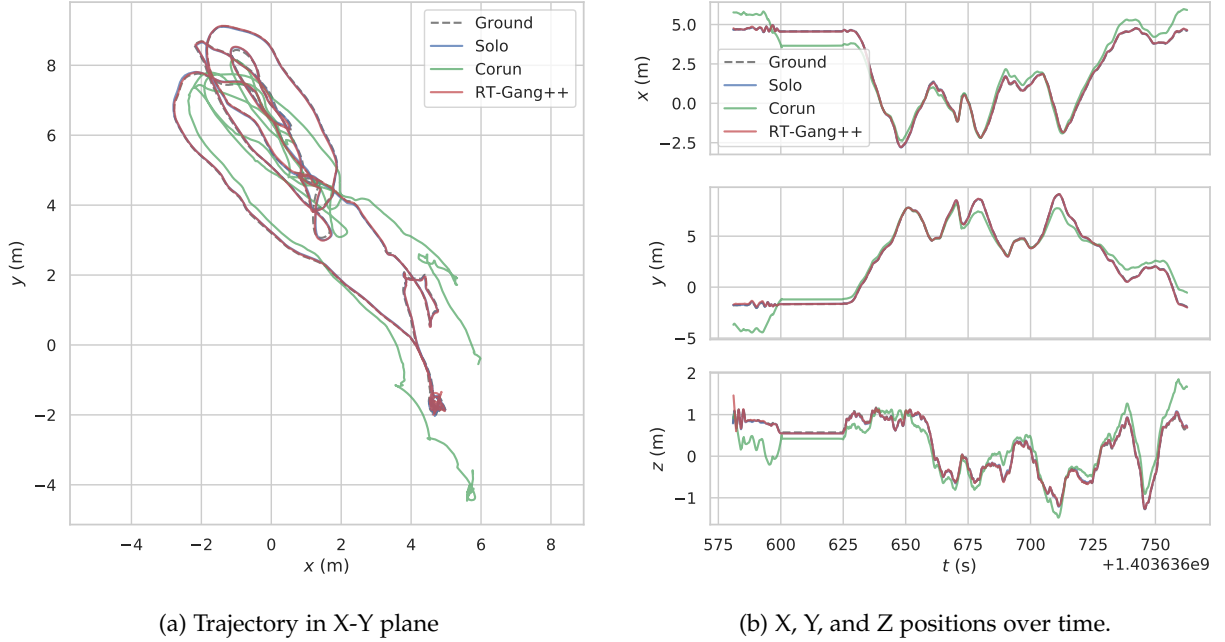 8
6
4
2
0
−2
−4
y (m)
−4 −2 0 2 4 6 8
x (m)
Ground
Solo
Corun
RT-Gang++
(a) Trajectory in X-Y plane
5.0
2.5
0.0
−2.5
x (m)
Ground
Solo
Corun
RT-Gang++
5
0
−5
y (m)
2
1
0
−1
z (m)
575 600 625 650 675 700 725 750
t (s)
+1.403636e9
(b) X, Y, and Z positions over time.